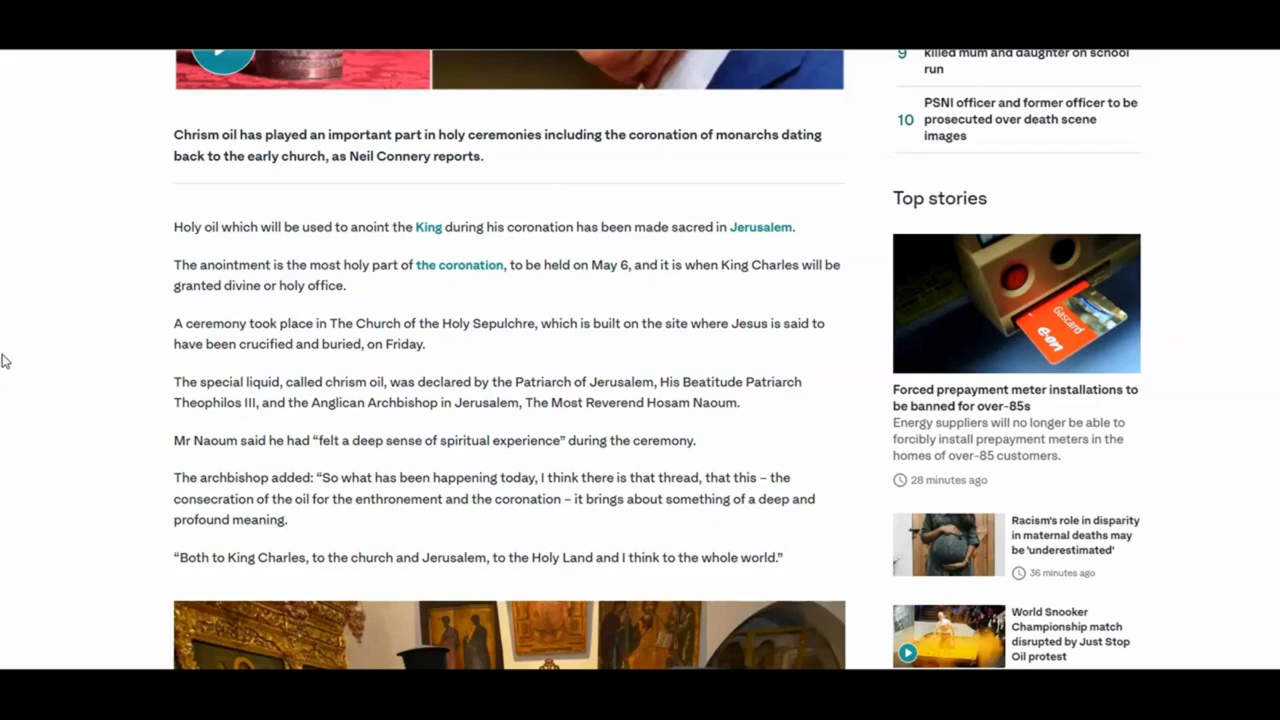 Chrism oil has played an important part in holy ceremonies including the coronation of monarchs dating
back to the early church, as Neil Connery reports.
Holy oil which will be used to anoint the King during his coronation has been made sacred in Jerusalem.
The anointment is the most holy part of the coronation, to be held on May 6, and it is when King Charles will be
granted divine or holy office.
A ceremony took place in The Church of the Holy Sepulchre, which is built on the site where Jesus is said to
have been crucified and buried, on Friday.
The special liquid, called chrism oil, was declared by the Patriarch of Jerusalem, His Beatitude Patriarch
Theophilos III, and the Anglican Archbishop in Jerusalem, The Most Reverend Hosam Naoum.
Mr Naoum said he had “felt a deep sense of spiritual experience” during the ceremony.
The archbishop added: “So what has been happening today, I think there is that thread, that this – the
consecration of the oil for the enthronement and the coronation – it brings about something of a deep and
profound meaning.
“Both to King Charles, to the church and Jerusalem, to the Holy Land and I think to the whole world.”
9
killed mum and daughter on school
run
10
PSNI officer and former officer to be
prosecuted over death scene
images
Top stories
Gascard
e·on
Forced prepayment meter installations to
be banned for over-85s
Energy suppliers will no longer be able to
forcibly install prepayment meters in the
homes of over-85 customers.
28 minutes ago
Racism's role in disparity
in maternal deaths may
be 'underestimated'
36 minutes ago
World Snooker
Championship match
disrupted by Just Stop
Oil protest